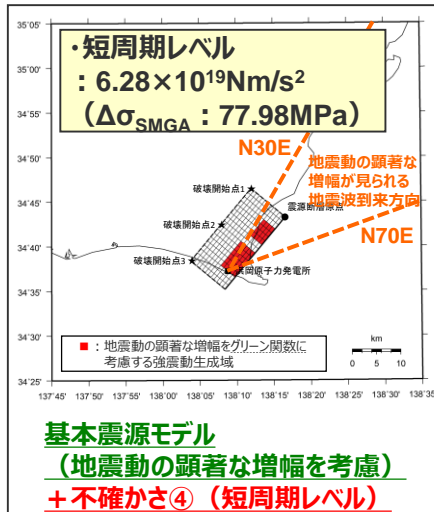 35°05'
・短周期レベル
：6.28×10¹⁹Nm/s²
（Δσ_SMGA：77.98MPa）
35°00'
34°55'
34°50'
34°45'
34°40'
34°35'
34°30'
34°25'
N30E
地震動の顕著な
増幅が見られる
地震波到来方向
N70E
破壊開始点1
震源断層原点
破壊開始点2
破壊開始点3
浜岡原子力発電所
■：地震動の顕著な増幅をグリーン関数に
考慮する強震動生成域
km
0 5 10
137°45' 137°50' 137°55' 138°00' 138°05' 138°10' 138°15' 138°20' 138°25' 138°30' 138°35'
基本震源モデル
（地震動の顕著な増幅を考慮）
＋不確かさ④（短周期レベル）